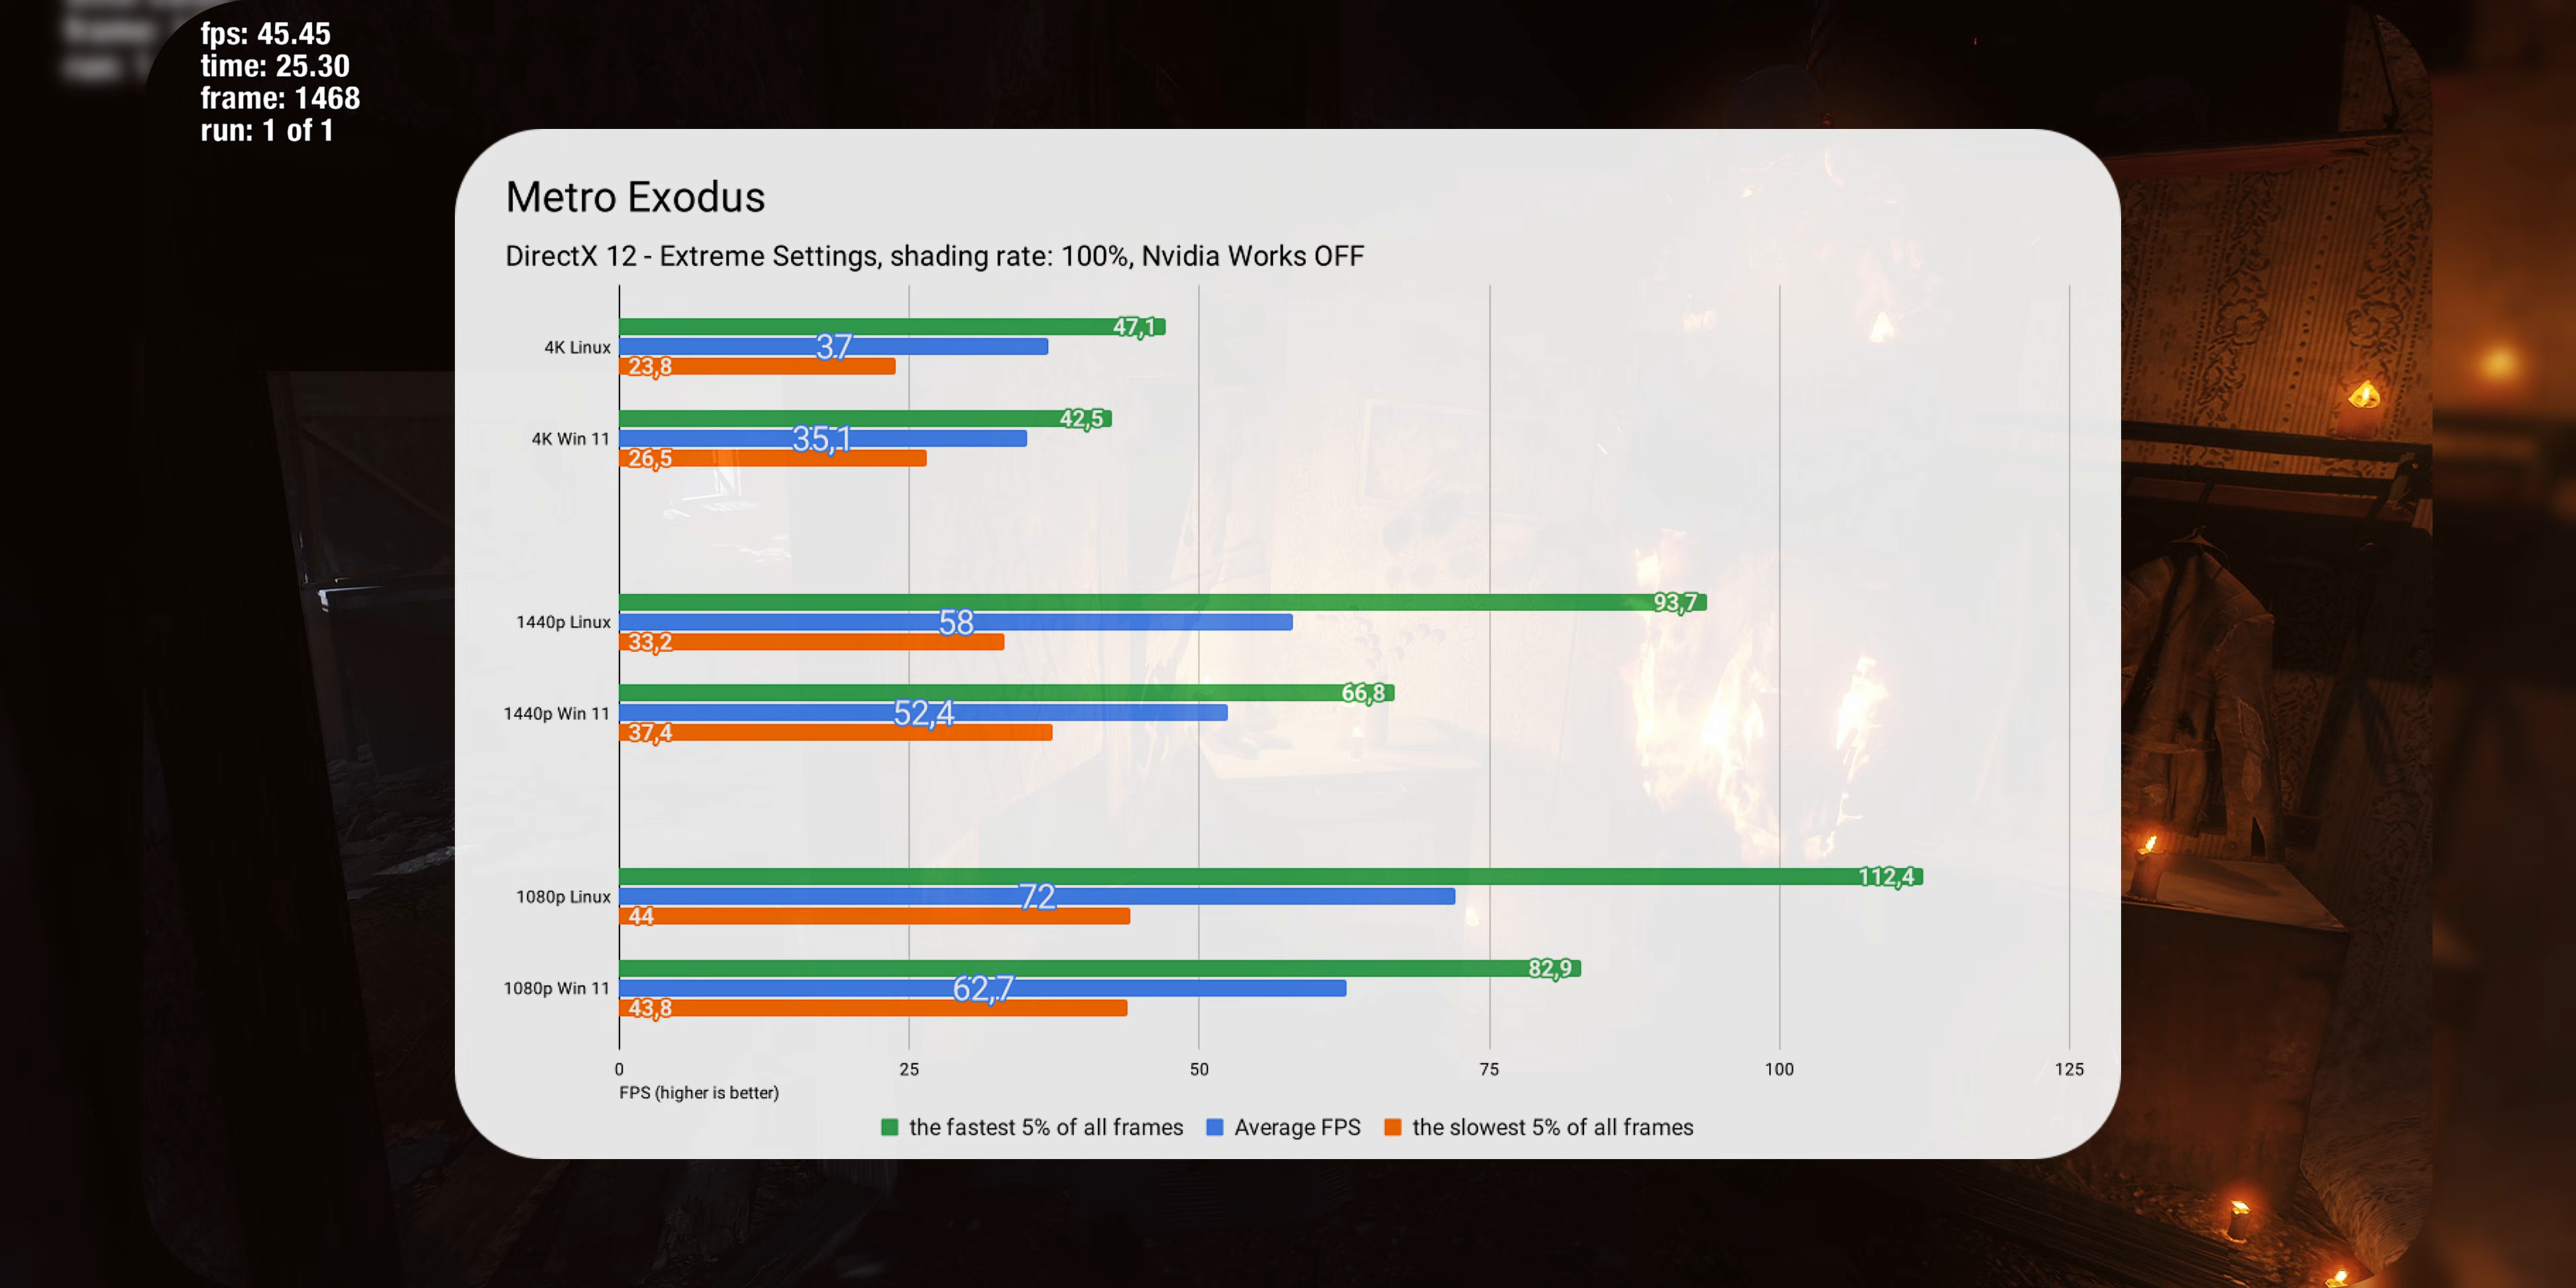 fps: 45.45
time: 25.30
frame: 1468
run: 1 of 1
Metro Exodus
DirectX 12 - Extreme Settings, shading rate: 100%, Nvidia Works OFF
4K Linux
47,1
37
23,8
4K Win 11
42,5
35,1
26,5
1440p Linux
93,7
58
33,2
1440p Win 11
66,8
52,4
37,4
1080p Linux
112,4
72
44
1080p Win 11
82,9
62,7
43,8
0 25 50 75 100 125
FPS (higher is better)
the fastest 5% of all frames Average FPS the slowest 5% of all frames